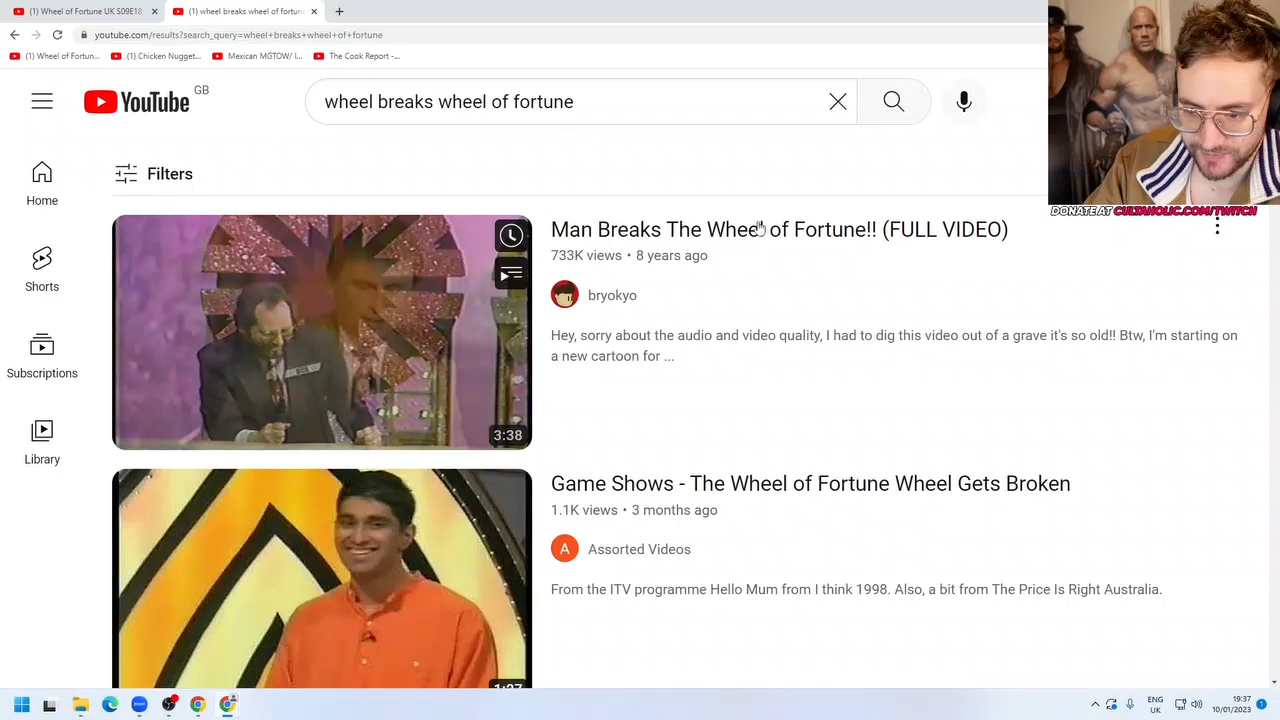 (1) Wheel of Fortune UK S09E18
(1) wheel breaks wheel of fortune
youtube.com/results?search_query=wheel+breaks+wheel+of+fortune
(1) Wheel of Fortun...
(1) Chicken Nugget...
Mexican MGTOW/ I...
The Cook Report -...
YouTube
GB
wheel breaks wheel of fortune
DONATE AT CULTAHOLIC.COM/TWITCH
Home
Shorts
Subscriptions
Library
Filters
Man Breaks The Wheel of Fortune!! (FULL VIDEO)
733K views • 8 years ago
bryokyo
Hey, sorry about the audio and video quality, I had to dig this video out of a grave it's so old!! Btw, I'm starting on
a new cartoon for ...
3:38
Game Shows - The Wheel of Fortune Wheel Gets Broken
1.1K views • 3 months ago
A
Assorted Videos
From the ITV programme Hello Mum from I think 1998. Also, a bit from The Price Is Right Australia.
ENG
UK
19:37
10/01/2023
1